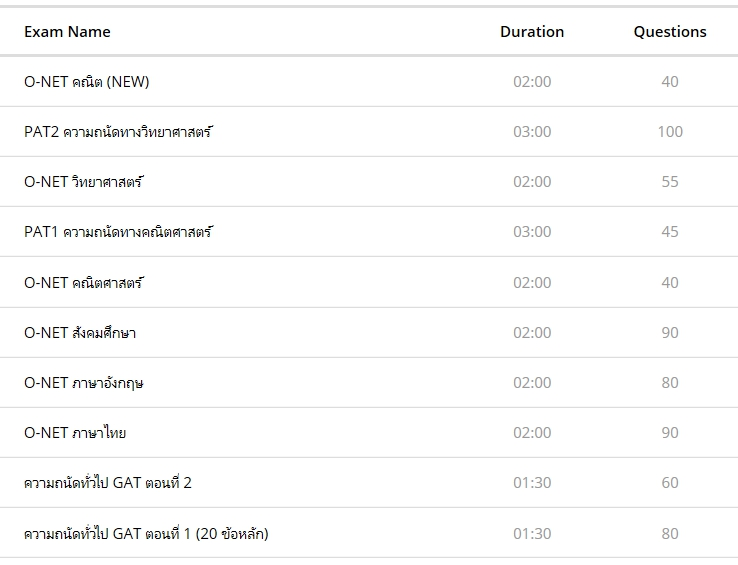 Exam Name Duration Questions
O-NET คณิต (NEW) 02:00 40
PAT2 ความถนัดทางวิทยาศาสตร์ 03:00 100
O-NET วิทยาศาสตร์ 02:00 55
PAT1 ความถนัดทางคณิตศาสตร์ 03:00 45
O-NET คณิตศาสตร์ 02:00 40
O-NET สังคมศึกษา 02:00 90
O-NET ภาษาอังกฤษ 02:00 80
O-NET ภาษาไทย 02:00 90
ความถนัดทั่วไป GAT ตอนที่ 2 01:30 60
ความถนัดทั่วไป GAT ตอนที่ 1 (20 ข้อหลัก) 01:30 80